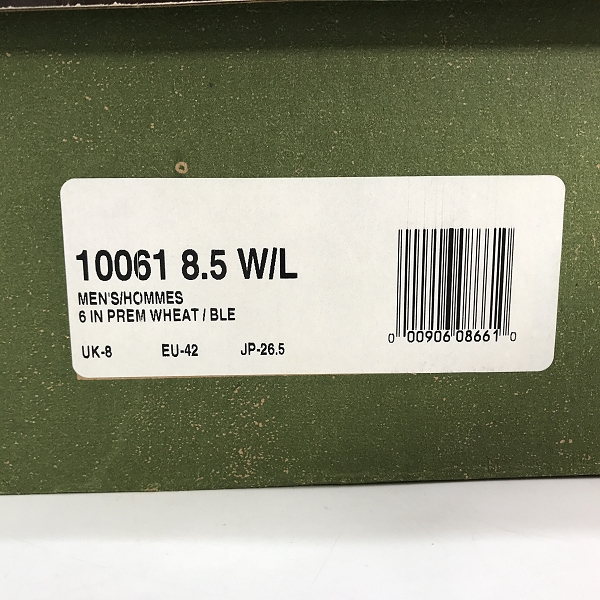 10061 8.5 W/L
MEN'S/HOMMES
6 IN PREM WHEAT / BLE
UK-8 EU-42 JP-26.5
0 00906 08661 0